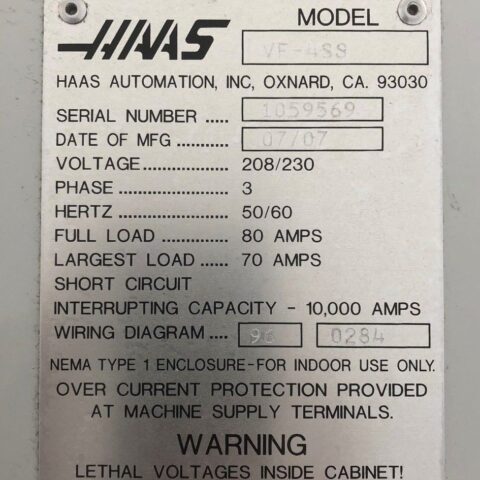 MODEL
HAAS VF-4SS
HAAS AUTOMATION, INC, OXNARD, CA. 93030
SERIAL NUMBER ..... 1059569
DATE OF MFG ............ 07/07
VOLTAGE................. 208/230
PHASE ..................... 3
HERTZ ..................... 50/60
FULL LOAD ............. 80 AMPS
LARGEST LOAD ...... 70 AMPS
SHORT CIRCUIT
INTERRUPTING CAPACITY - 10,000 AMPS
WIRING DIAGRAM .... 96 0284
NEMA TYPE 1 ENCLOSURE-FOR INDOOR USE ONLY.
OVER CURRENT PROTECTION PROVIDED
AT MACHINE SUPPLY TERMINALS.
WARNING
LETHAL VOLTAGES INSIDE CABINET!